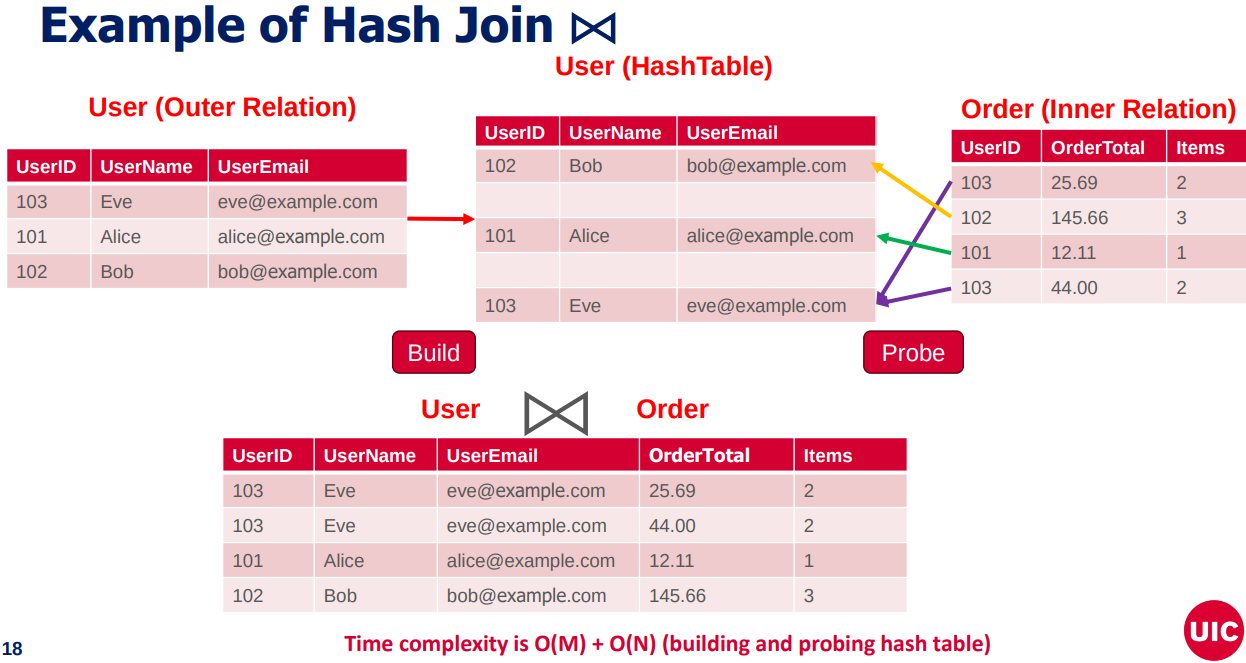 Example of Hash Join ⋈
User (HashTable)
User (Outer Relation)
Order (Inner Relation)
UserID UserName UserEmail
103 Eve eve@example.com
101 Alice alice@example.com
102 Bob bob@example.com
UserID UserName UserEmail
102 Bob bob@example.com
101 Alice alice@example.com
103 Eve eve@example.com
UserID OrderTotal Items
103 25.69 2
102 145.66 3
101 12.11 1
103 44.00 2
Build
Probe
User ⋈ Order
UserID UserName UserEmail OrderTotal Items
103 Eve eve@example.com 25.69 2
103 Eve eve@example.com 44.00 2
101 Alice alice@example.com 12.11 1
102 Bob bob@example.com 145.66 3
Time complexity is O(M) + O(N) (building and probing hash table)
18
UIC